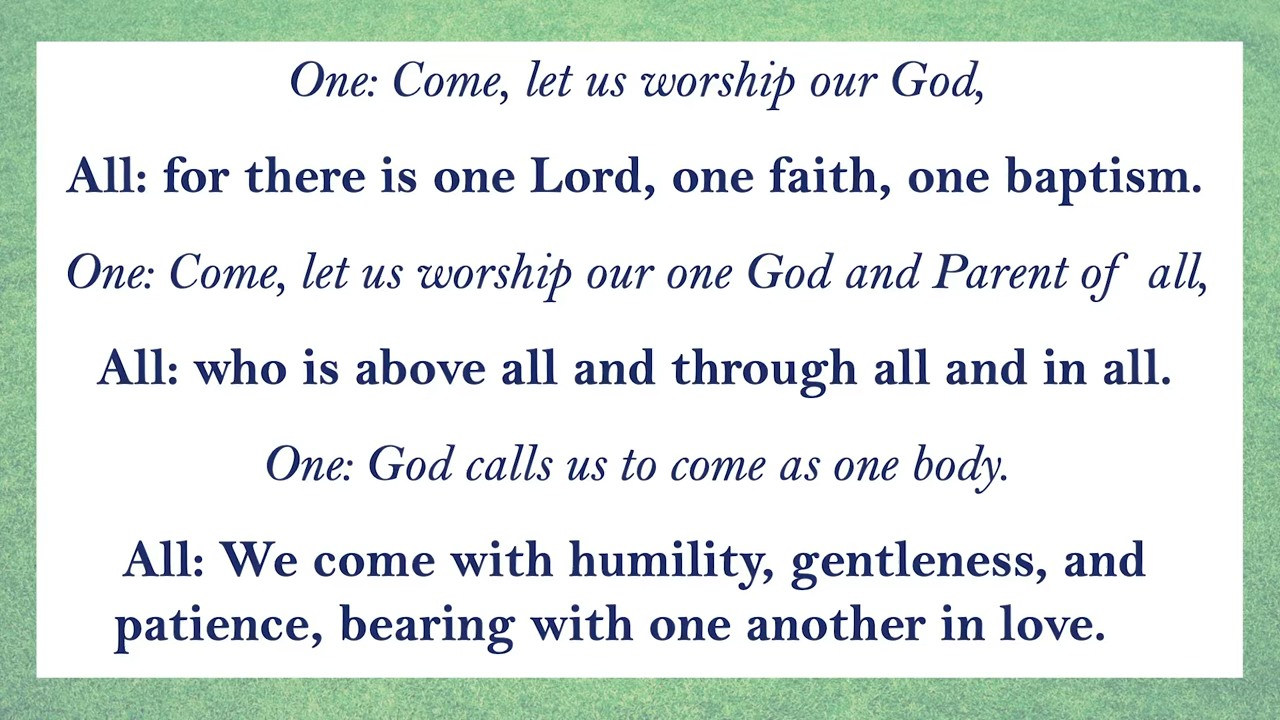 One: Come, let us worship our God,
All: for there is one Lord, one faith, one baptism.
One: Come, let us worship our one God and Parent of all,
All: who is above all and through all and in all.
One: God calls us to come as one body.
All: We come with humility, gentleness, and
patience, bearing with one another in love.